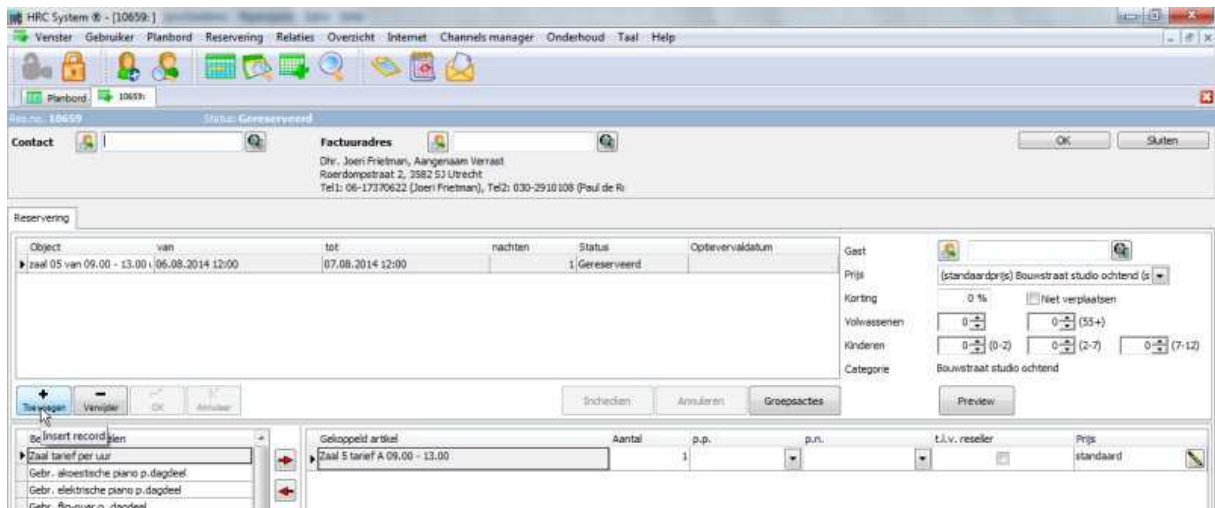 HRC System ® - [10659: ]
Venster Gebruiker Planbord Reservering Relaties Overzicht Internet Channels manager Onderhoud Taal Help
Planbord 10659:
Res.no. 10659 Status: Gereserveerd
Contact Factuuradres OK Sluiten
Dhr. Joeri Frietman, Aangenaam Verrast
Roerdompstraat 2, 3582 SJ Utrecht
Tel1: 06-17370622 (Joeri Frietman), Tel2: 030-2910108 (Paul de Ri
Reservering
Object van tot nachten Status Optievervaldatum
zaal 05 van 09.00 - 13.00 u 06.08.2014 12:00 07.08.2014 12:00 1 Gereserveerd
Gast
Prijs (standaardprijs) Bouwstraat studio ochtend (s
Korting 0 % Niet verplaatsen
Volwassenen 0 0 (55+)
Kinderen 0 (0-2) 0 (2-7) 0 (7-12)
Categorie Bouwstraat studio ochtend
Toevoegen Verwijder OK Annuleer Inchecken Annuleren Groepsacties Preview
Insert record
Gekoppeld artikel Aantal p.p. p.n. t.l.v. reseller Prijs
Zaal tarief per uur
Zaal 5 tarief A 09.00 - 13.00 1 standaard
Gebr. akoestische piano p.dagdeel
Gebr. elektrische piano p.dagdeel
Gebr. flip-over p. dagdeel